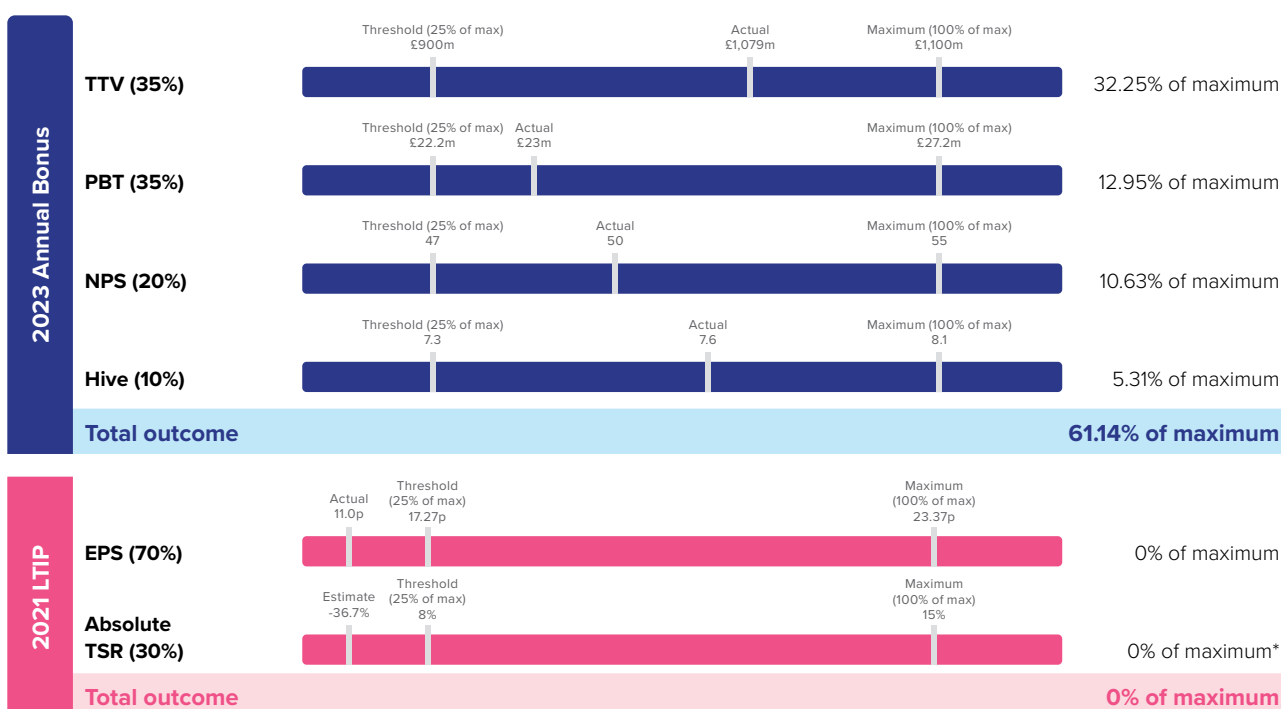 2023 Annual Bonus
Threshold (25% of max)
£900m
Actual
£1,079m
Maximum (100% of max)
£1,100m
TTV (35%)
32.25% of maximum
Threshold (25% of max)
£22.2m
Actual
£23m
Maximum (100% of max)
£27.2m
PBT (35%)
12.95% of maximum
Threshold (25% of max)
47
Actual
50
Maximum (100% of max)
55
NPS (20%)
10.63% of maximum
Threshold (25% of max)
7.3
Actual
7.6
Maximum (100% of max)
8.1
Hive (10%)
5.31% of maximum
Total outcome
61.14% of maximum
2021 LTIP
Actual
11.0p
Threshold
(25% of max)
17.27p
Maximum
(100% of max)
23.37p
EPS (70%)
0% of maximum
Estimate
-36.7%
Threshold
(25% of max)
8%
Maximum
(100% of max)
15%
Absolute
TSR (30%)
0% of maximum*
Total outcome
0% of maximum